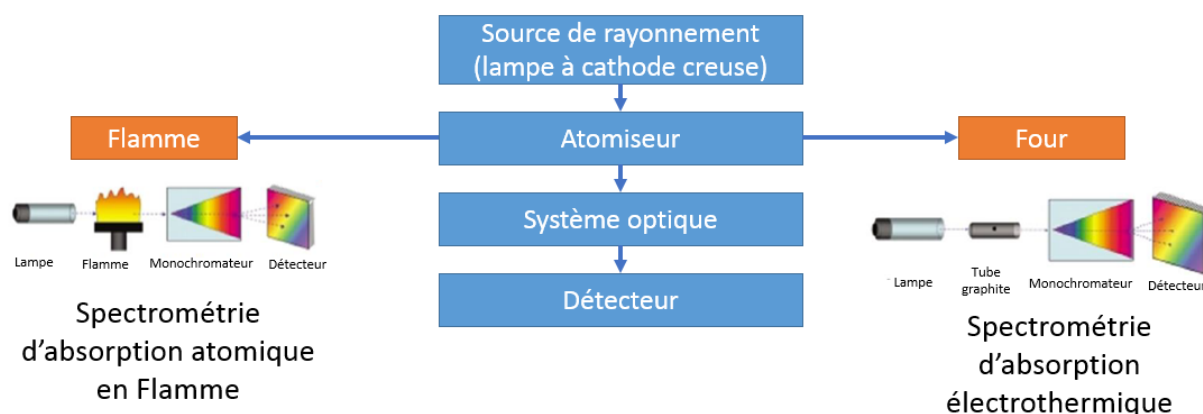 Source de rayonnement
(lampe à cathode creuse)
Flamme
Atomiseur
Four
Système optique
Détecteur
Lampe
Flamme
Monochromateur
Détecteur
Spectrométrie
d’absorption atomique
en Flamme
Lampe
Tube
graphite
Monochromateur
Détecteur
Spectrométrie
d’absorption
électrothermique